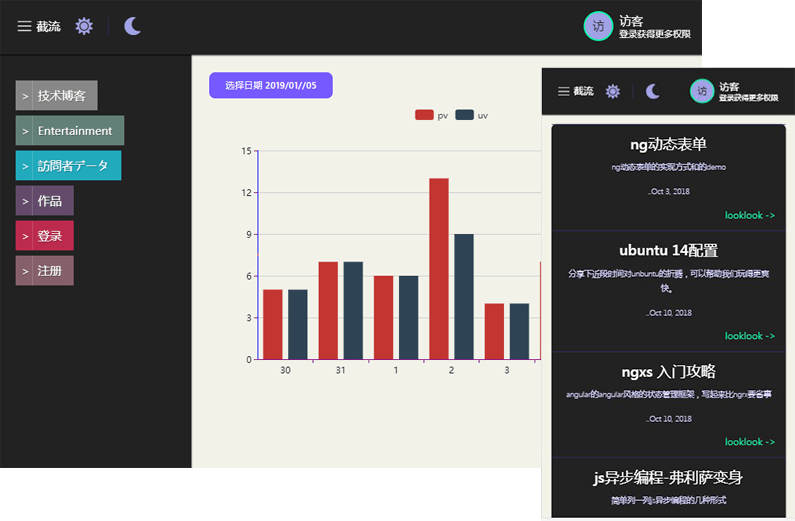 截流
访
访客
登录获得更多权限
> 技术博客
> Entertainment
> 訪問者データ
> 作品
> 登录
> 注册
选择日期 2019/01//05
pv
uv
15
12
9
6
3
0
30
31
1
2
3
截流
访
访客
登录获得更多权限
ng动态表单
ng动态表单的实现方式和的demo
..Oct 3, 2018
looklook ->
ubuntu 14配置
分享下近段时间对unbuntu的折腾，可以帮助我们玩得更爽
快。
..Oct 10, 2018
looklook ->
ngxs 入门攻略
angular的angular风格的状态管理框架，写起来比ngrx要省事
..Oct 10, 2018
looklook ->
js异步编程-弗利萨变身
简单列一列js异步编程的几种形式